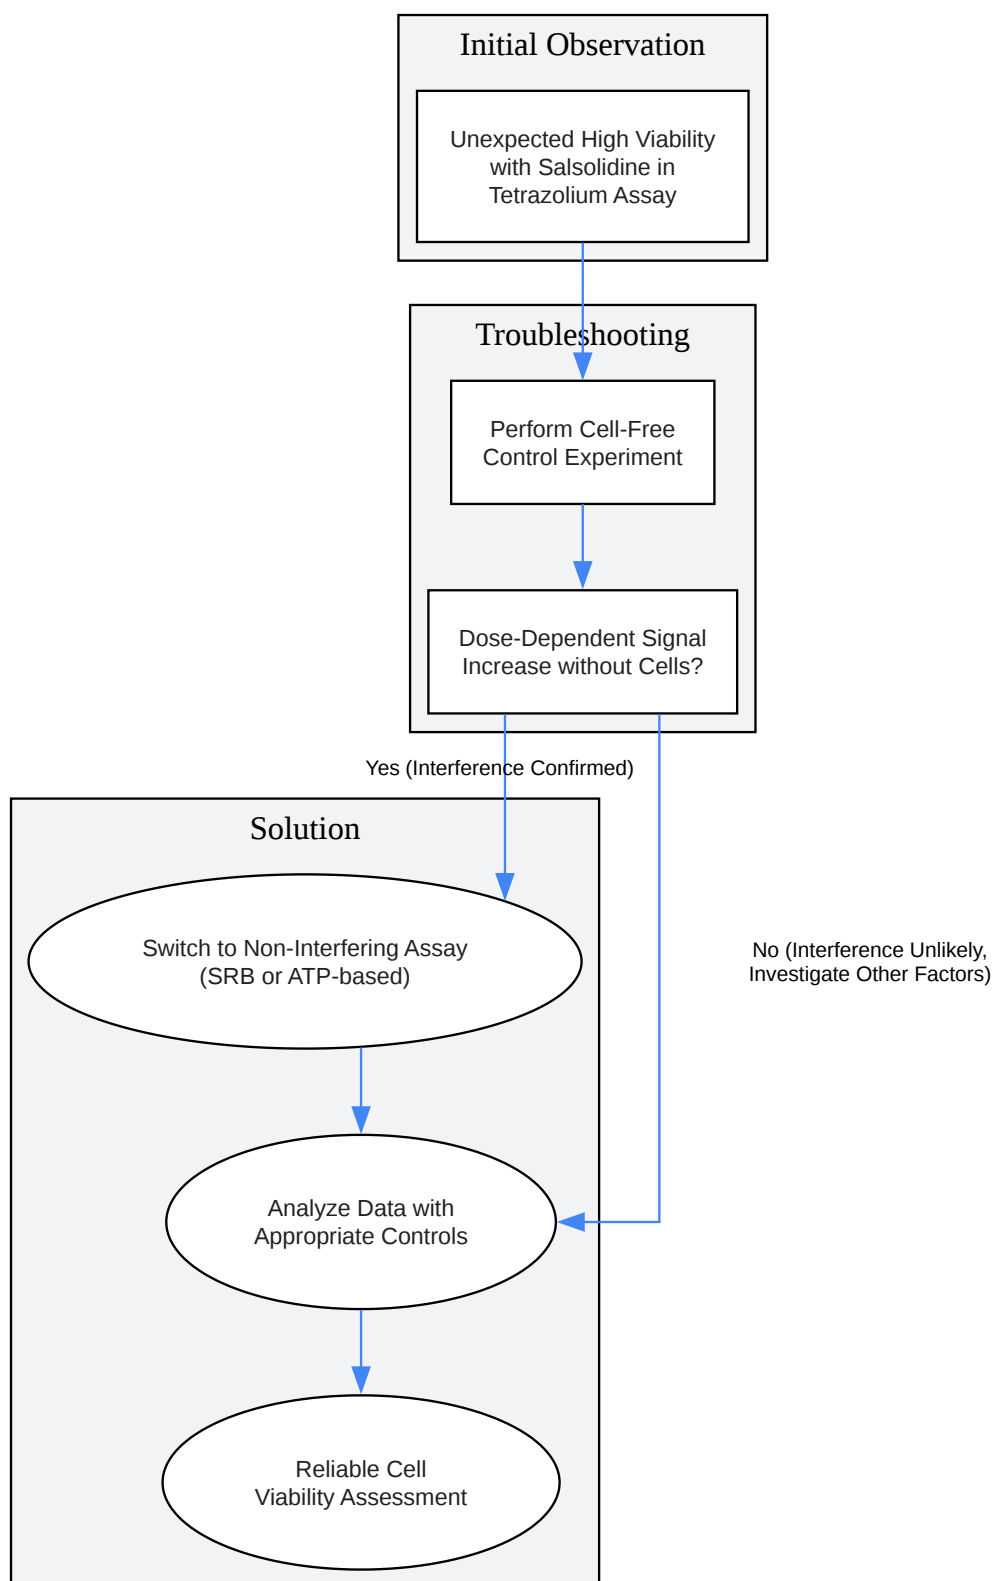 Initial Observation
Unexpected High Viability
with Salsolidine in
Tetrazolium Assay
Troubleshooting
Perform Cell-Free
Control Experiment
Dose-Dependent Signal
Increase without Cells?
Yes (Interference Confirmed)
Solution
Switch to Non-Interfering Assay
(SRB or ATP-based)
No (Interference Unlikely,
Investigate Other Factors)
Analyze Data with
Appropriate Controls
Reliable Cell
Viability Assessment